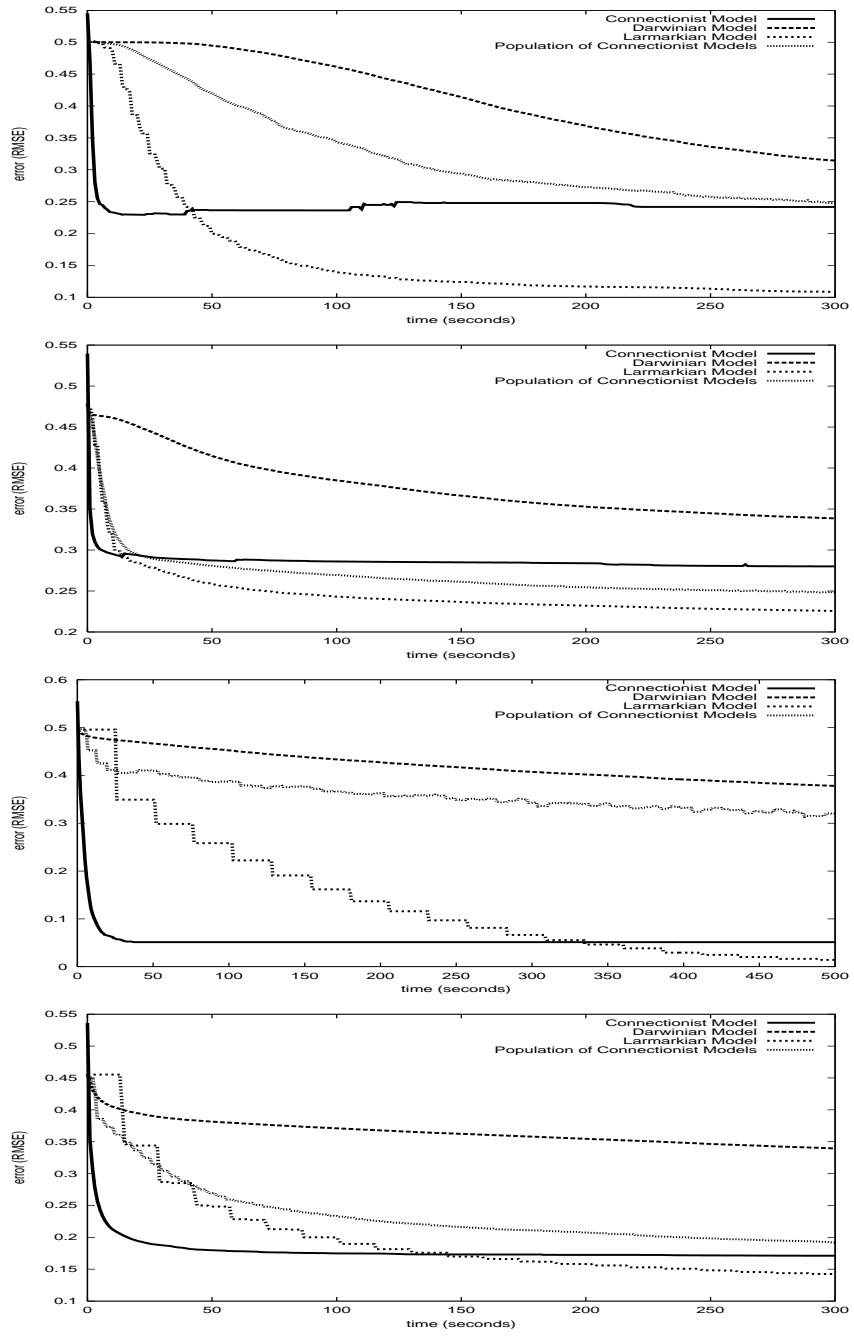 0.55
0.5
0.45
0.4
0.35
0.3
0.25
0.2
0.15
0.1
0 50 100 150 200 250 300
error (RMSE)
time (seconds)
Connectionist Model
Darwinian Model
Larmarkian Model
Population of Connectionist Models
0.55
0.5
0.45
0.4
0.35
0.3
0.25
0.2
0 50 100 150 200 250 300
error (RMSE)
time (seconds)
Connectionist Model
Darwinian Model
Larmarkian Model
Population of Connectionist Models
0.6
0.5
0.4
0.3
0.2
0.1
0
0 50 100 150 200 250 300 350 400 450 500
error (RMSE)
time (seconds)
Connectionist Model
Darwinian Model
Larmarkian Model
Population of Connectionist Models
0.55
0.5
0.45
0.4
0.35
0.3
0.25
0.2
0.15
0.1
0 50 100 150 200 250 300
error (RMSE)
time (seconds)
Connectionist Model
Darwinian Model
Larmarkian Model
Population of Connectionist Models